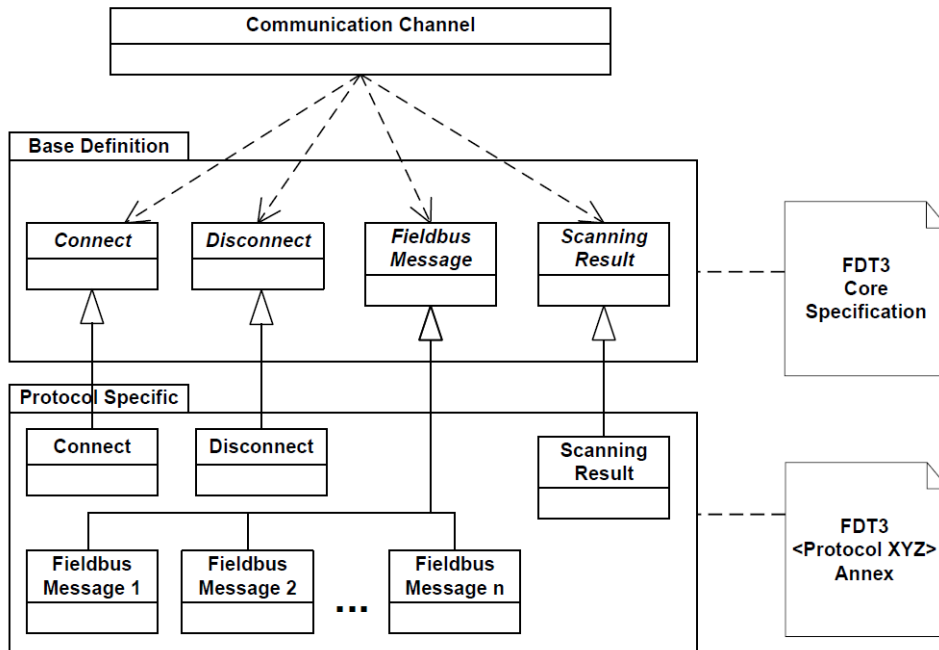 Communication Channel
Base Definition
Connect
Disconnect
Fieldbus
Message
Scanning
Result
FDT3
Core
Specification
Protocol Specific
Connect
Disconnect
Scanning
Result
Fieldbus
Message 1
Fieldbus
Message 2
...
Fieldbus
Message n
FDT3
<Protocol XYZ>
Annex